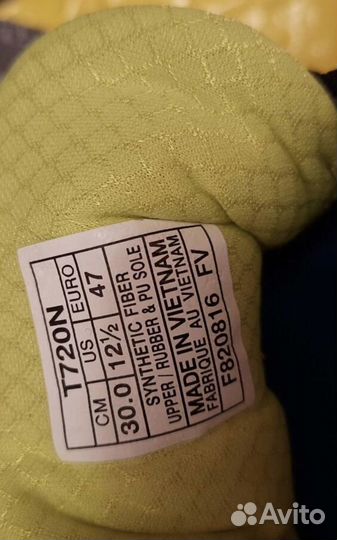 T720N
CM US EURO
30.0 12½ 47
SYNTHETIC FIBER
UPPER / RUBBER & PU SOLE
MADE IN VIETNAM
FABRIQUE AU VIETNAM
F820816 FV
Avito